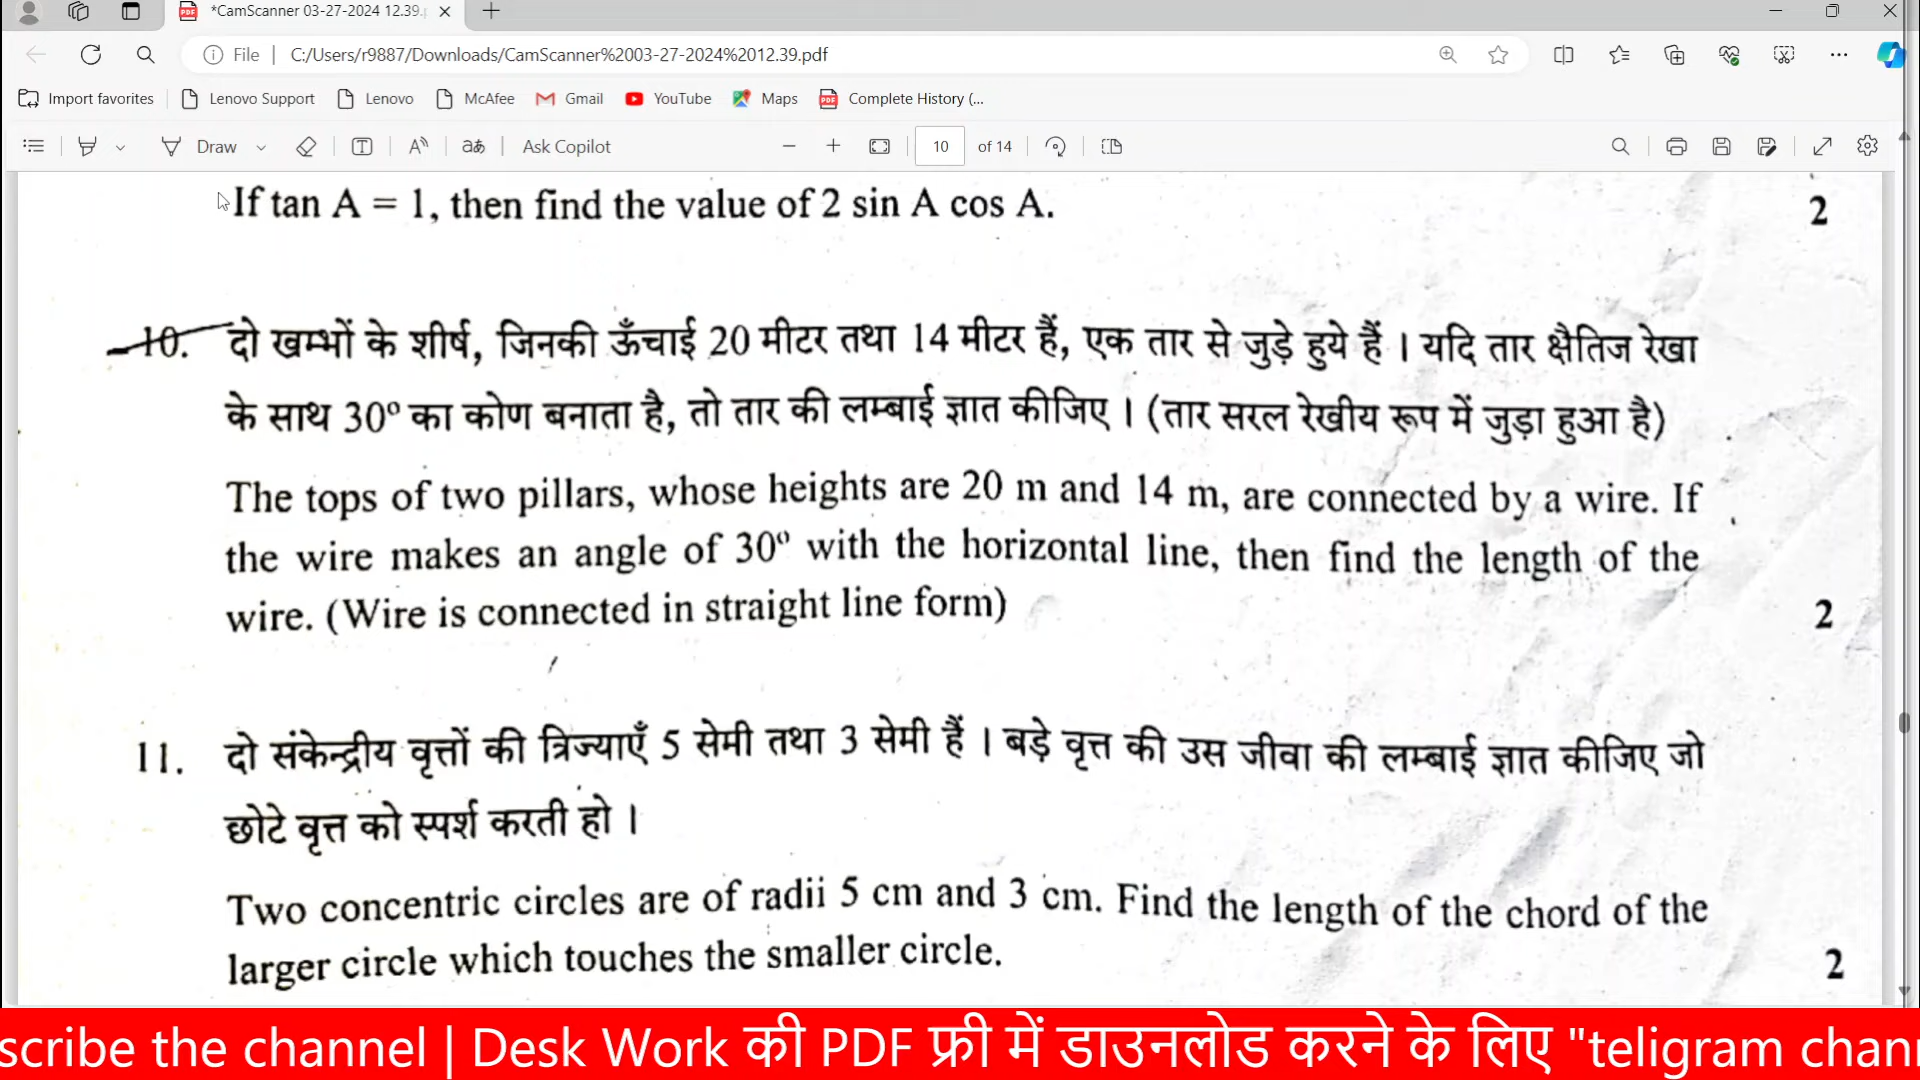 *CamScanner 03-27-2024 12.39.
File | C:/Users/r9887/Downloads/CamScanner%2003-27-2024%2012.39.pdf
Import favorites Lenovo Support Lenovo McAfee Gmail YouTube Maps Complete History (...
Draw Ask Copilot 10 of 14
If tan A = 1, then find the value of 2 sin A cos A. 2
10. दो खम्भों के शीर्ष, जिनकी ऊँचाई 20 मीटर तथा 14 मीटर हैं, एक तार से जुड़े हुये हैं । यदि तार क्षैतिज रेखा
के साथ 30º का कोण बनाता है, तो तार की लम्बाई ज्ञात कीजिए । (तार सरल रेखीय रूप में जुड़ा हुआ है)
The tops of two pillars, whose heights are 20 m and 14 m, are connected by a wire. If
the wire makes an angle of 30º with the horizontal line, then find the length of the
wire. (Wire is connected in straight line form) 2
11. दो संकेन्द्रीय वृत्तों की त्रिज्याएँ 5 सेमी तथा 3 सेमी हैं । बड़े वृत्त की उस जीवा की लम्बाई ज्ञात कीजिए जो
छोटे वृत्त को स्पर्श करती हो ।
Two concentric circles are of radii 5 cm and 3 cm. Find the length of the chord of the
larger circle which touches the smaller circle. 2
scribe the channel | Desk Work की PDF फ्री में डाउनलोड करने के लिए "teligram chann